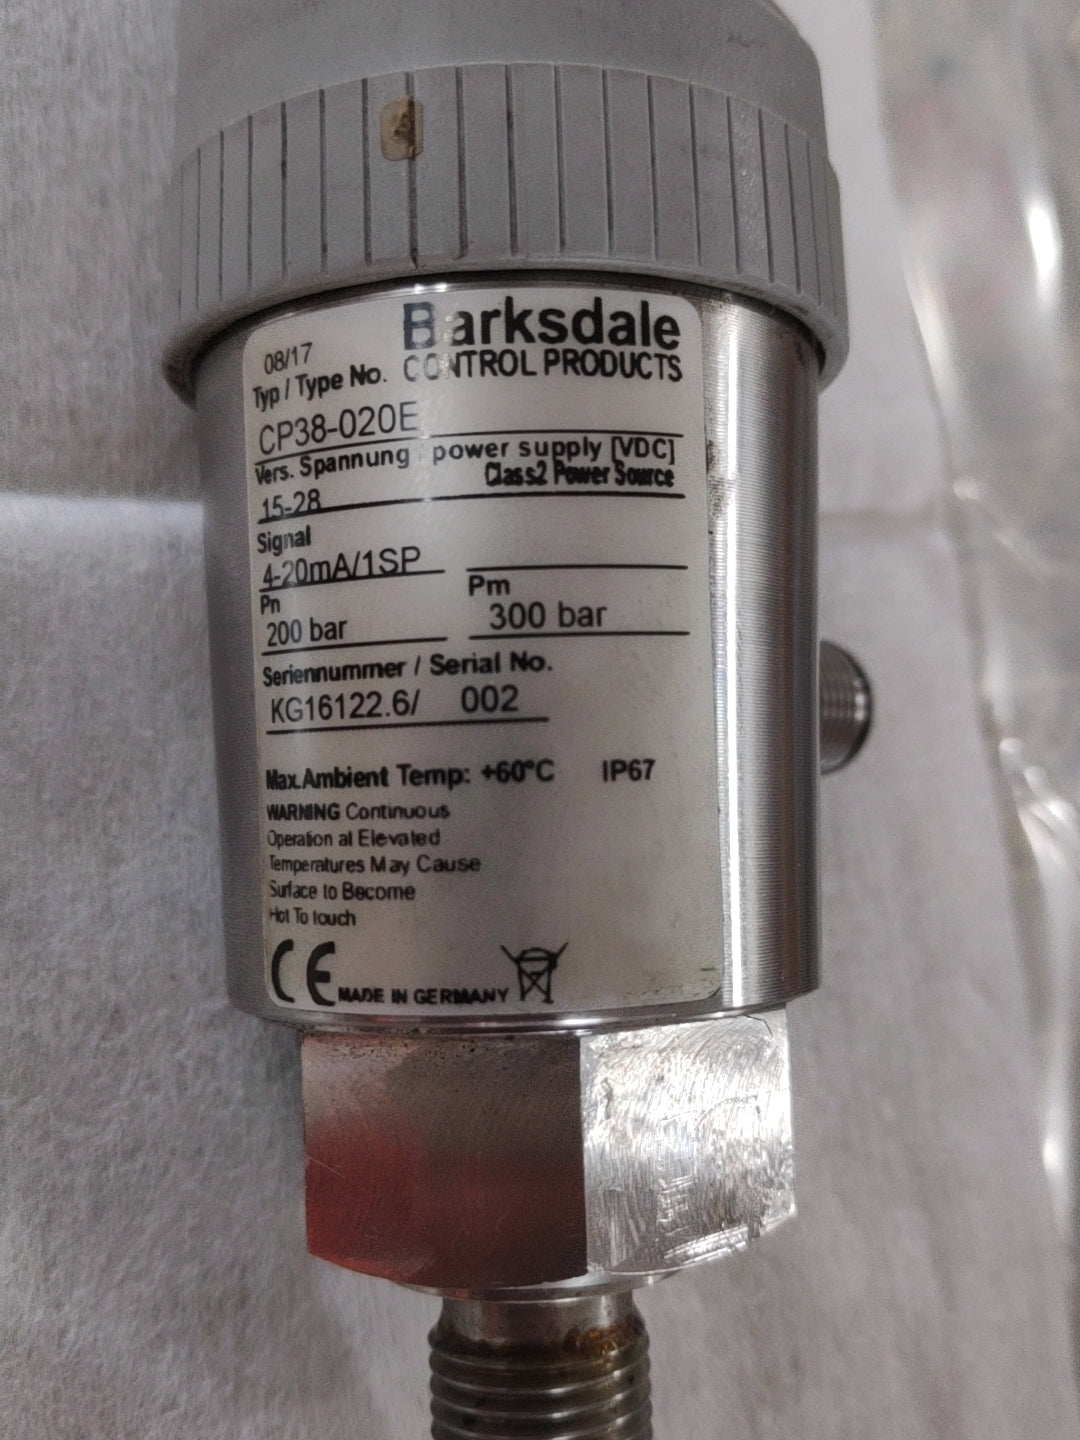 Barksdale
CONTROL PRODUCTS
08/17
Typ / Type No.
CP38-020E
Vers. Spannung / power supply [VDC]
Class2 Power Source
15-28
Signal
4-20mA/1SP
Pn
200 bar
Pm
300 bar
Seriennummer / Serial No.
KG16122.6/ 002
Max.Ambient Temp: +60°C IP67
WARNING Continuous
Operation at Elevated
Temperatures May Cause
Surface to Become
Hot To touch
CE MADE IN GERMANY